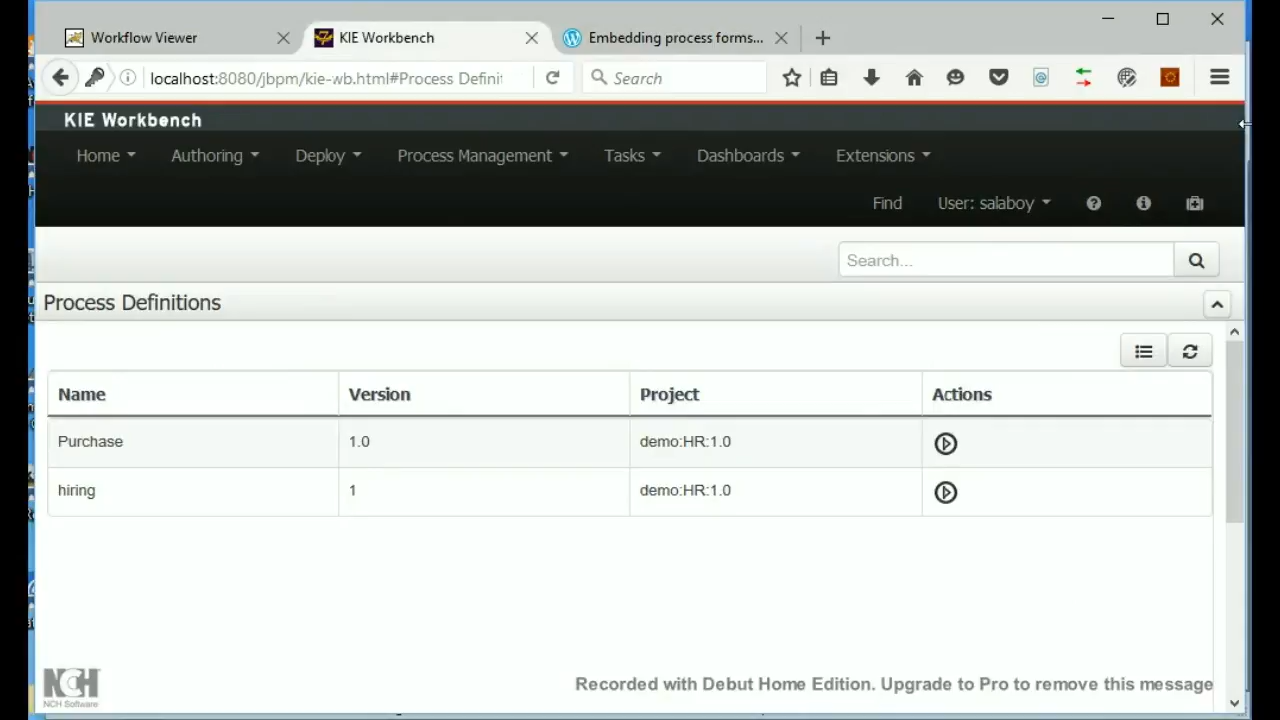 Workflow Viewer
KIE Workbench
Embedding process forms...
localhost:8080/jbpm/kie-wb.html#Process Definit
Search
KIE Workbench
Home Authoring Deploy Process Management Tasks Dashboards Extensions
Find User: salaboy
Search...
Process Definitions
Name Version Project Actions
Purchase 1.0 demo:HR:1.0
hiring 1 demo:HR:1.0
NCH
NCH Software
Recorded with Debut Home Edition. Upgrade to Pro to remove this message